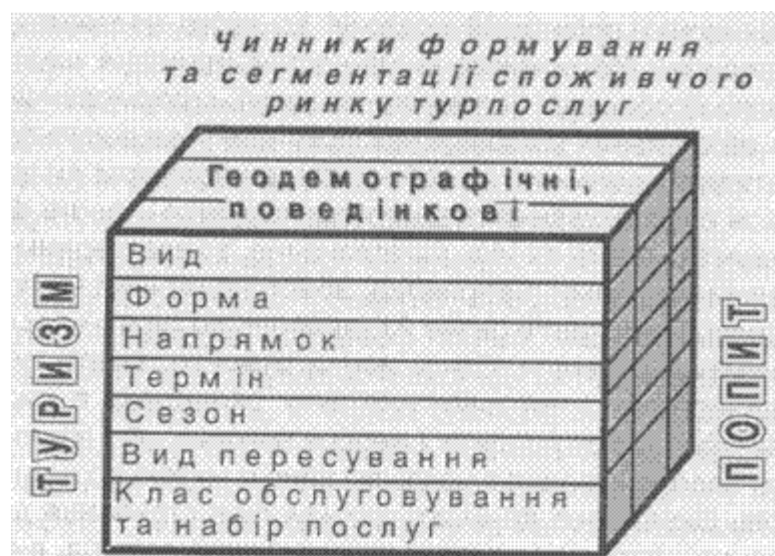 Чинники формування
та сегментації споживчого
ринку турпослуг
Геодемографічні,
поведінкові
ТУРИЗМ
Вид
Форма
Напрямок
Термін
Сезон
Вид пересування
Клас обслуговування
та набір послуг
ПОПИТ